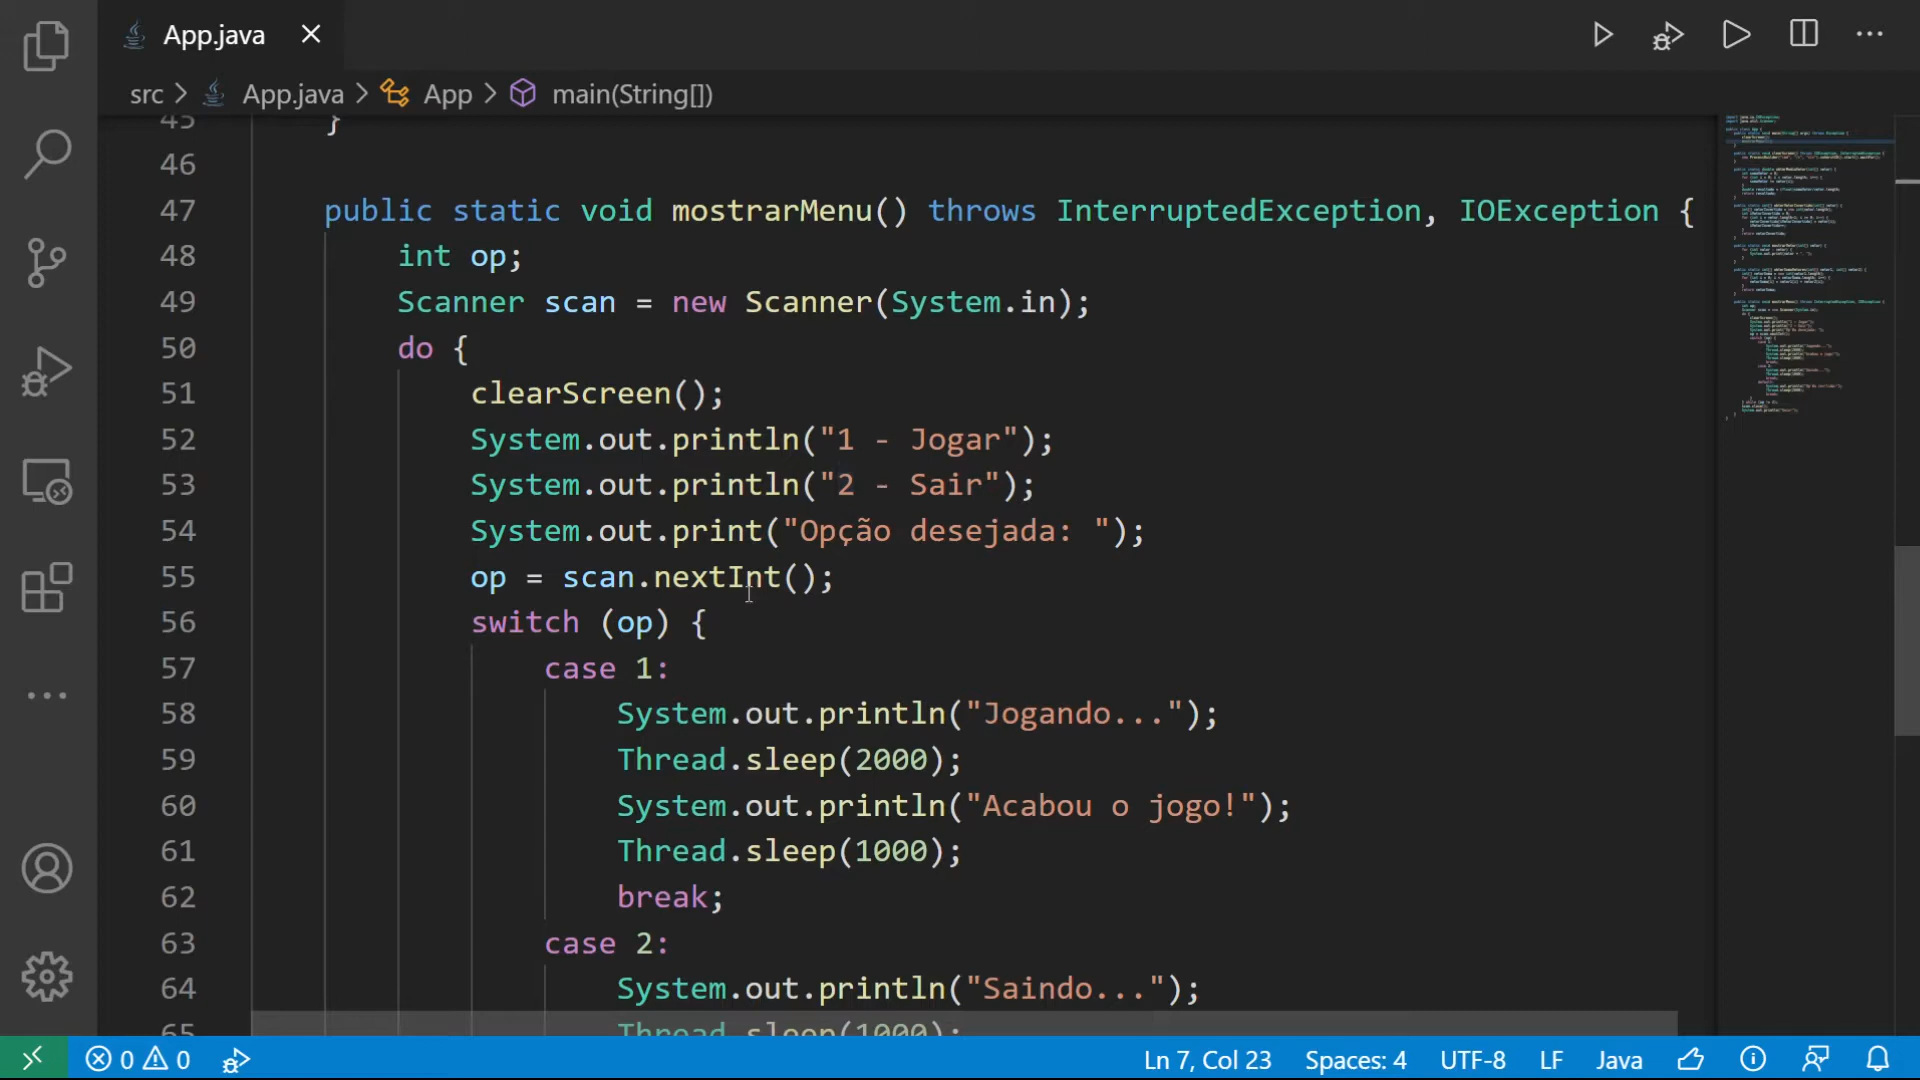 App.java
src > App.java > App > main(String[])
45 }
46
47 public static void mostrarMenu() throws InterruptedException, IOException {
48 int op;
49 Scanner scan = new Scanner(System.in);
50 do {
51 clearScreen();
52 System.out.println("1 - Jogar");
53 System.out.println("2 - Sair");
54 System.out.print("Opção desejada: ");
55 op = scan.nextInt();
56 switch (op) {
57 case 1:
58 System.out.println("Jogando...");
59 Thread.sleep(2000);
60 System.out.println("Acabou o jogo!");
61 Thread.sleep(1000);
62 break;
63 case 2:
64 System.out.println("Saindo...");
65 Thread.sleep(1000);
0 0 Ln 7, Col 23 Spaces: 4 UTF-8 LF Java